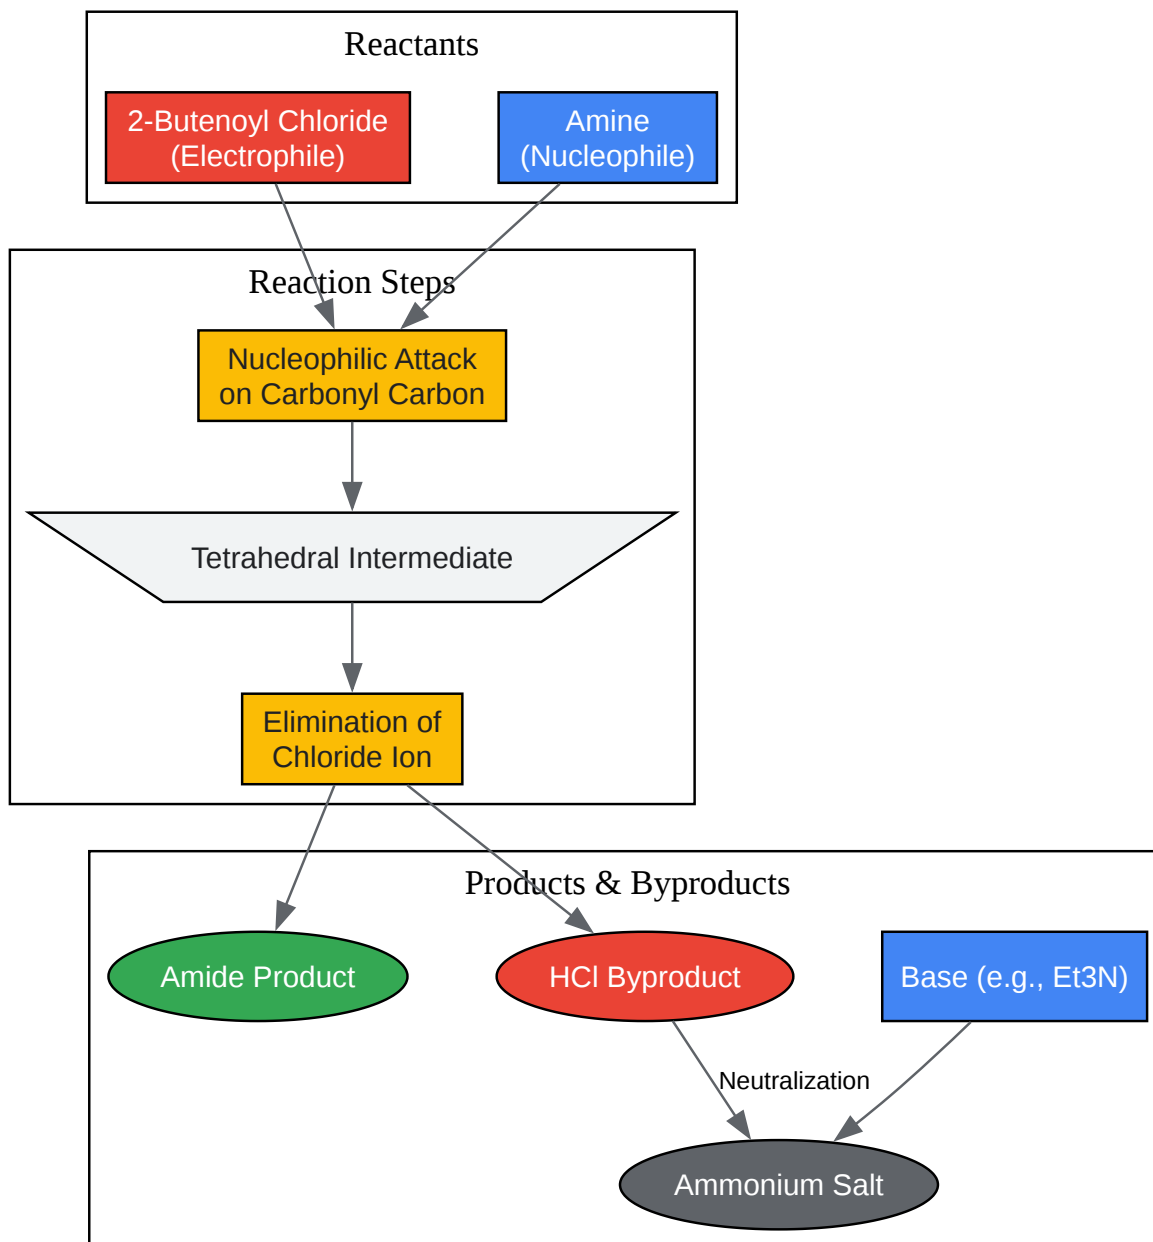 Reactants
2-Butenoyl Chloride
(Electrophile)
Amine
(Nucleophile)
Reaction Steps
Nucleophilic Attack
on Carbonyl Carbon
Tetrahedral Intermediate
Elimination of
Chloride Ion
Products & Byproducts
Amide Product
HCl Byproduct
Base (e.g., Et3N)
Neutralization
Ammonium Salt